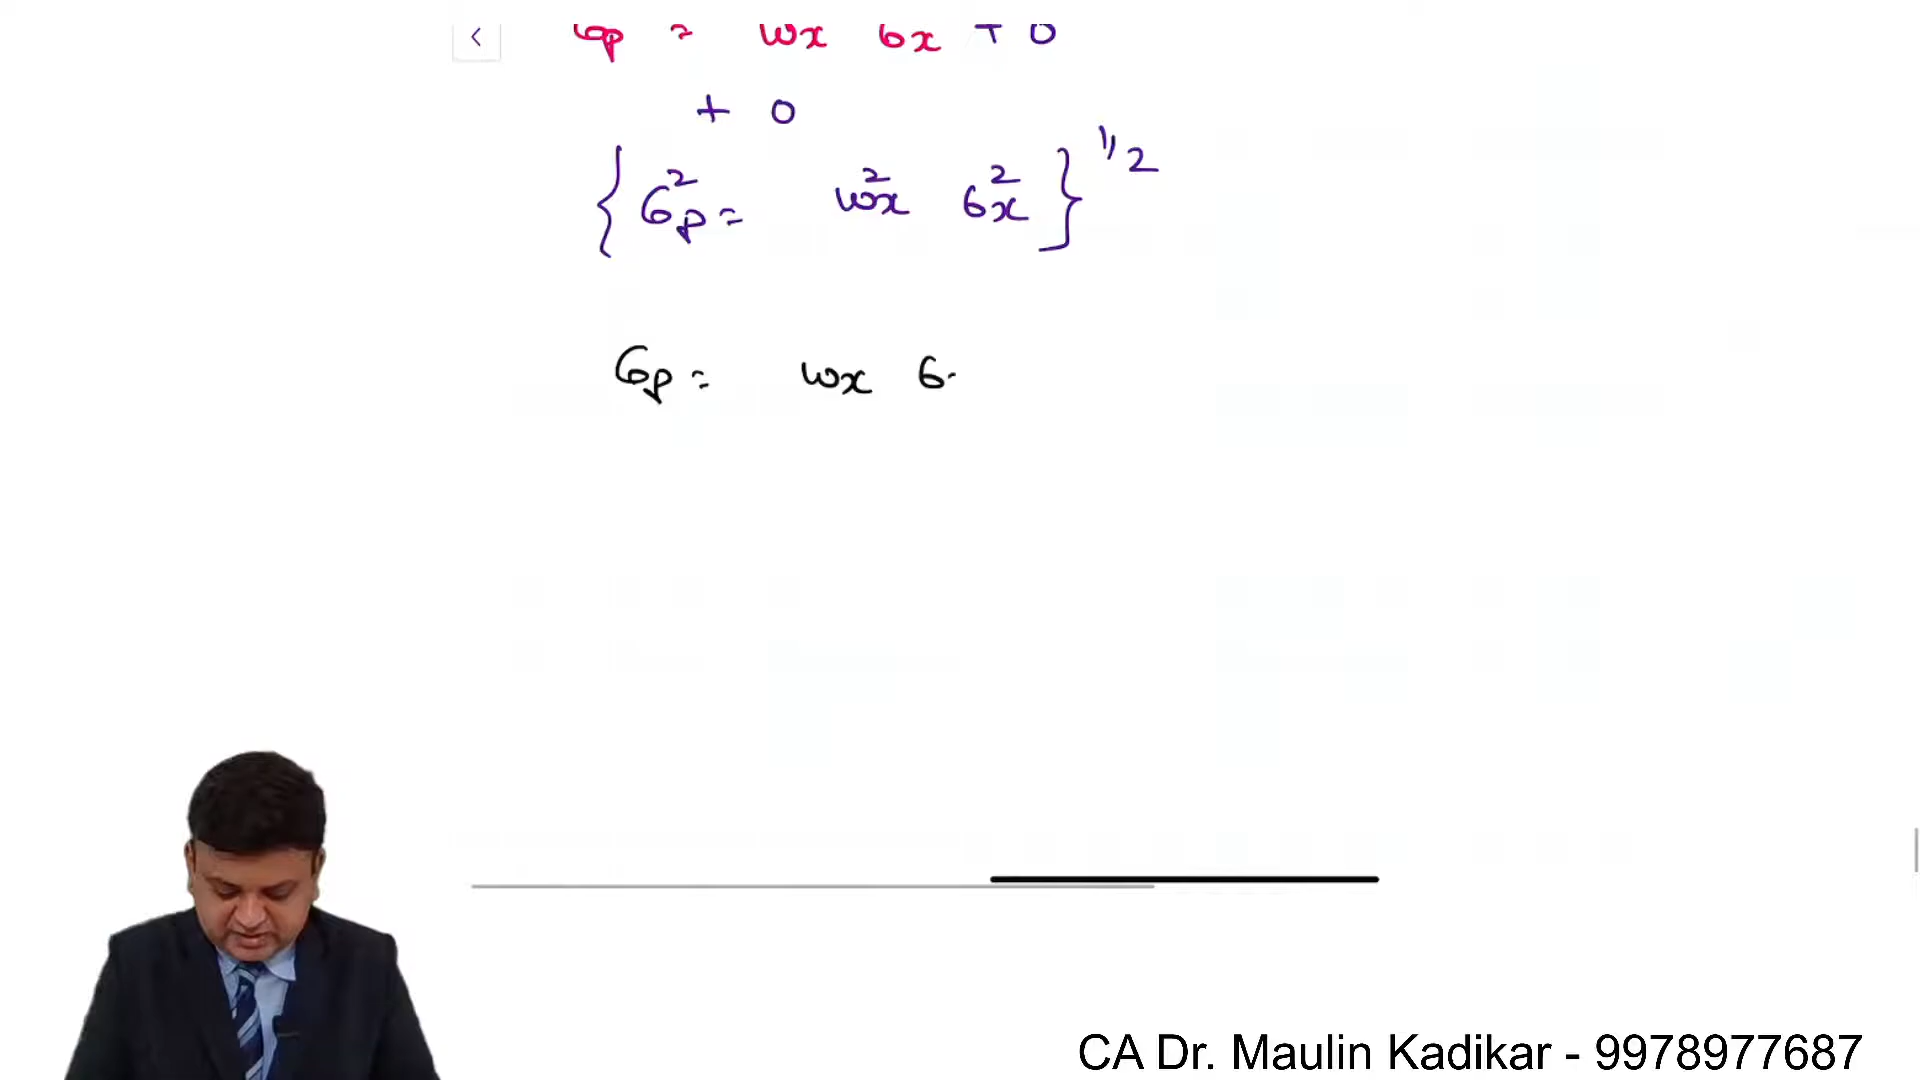 σp = wx σx + 0
+ 0
{σ²p = w²x σ²x}^1/2
σp = wx σ
CA Dr. Maulin Kadikar - 9978977687